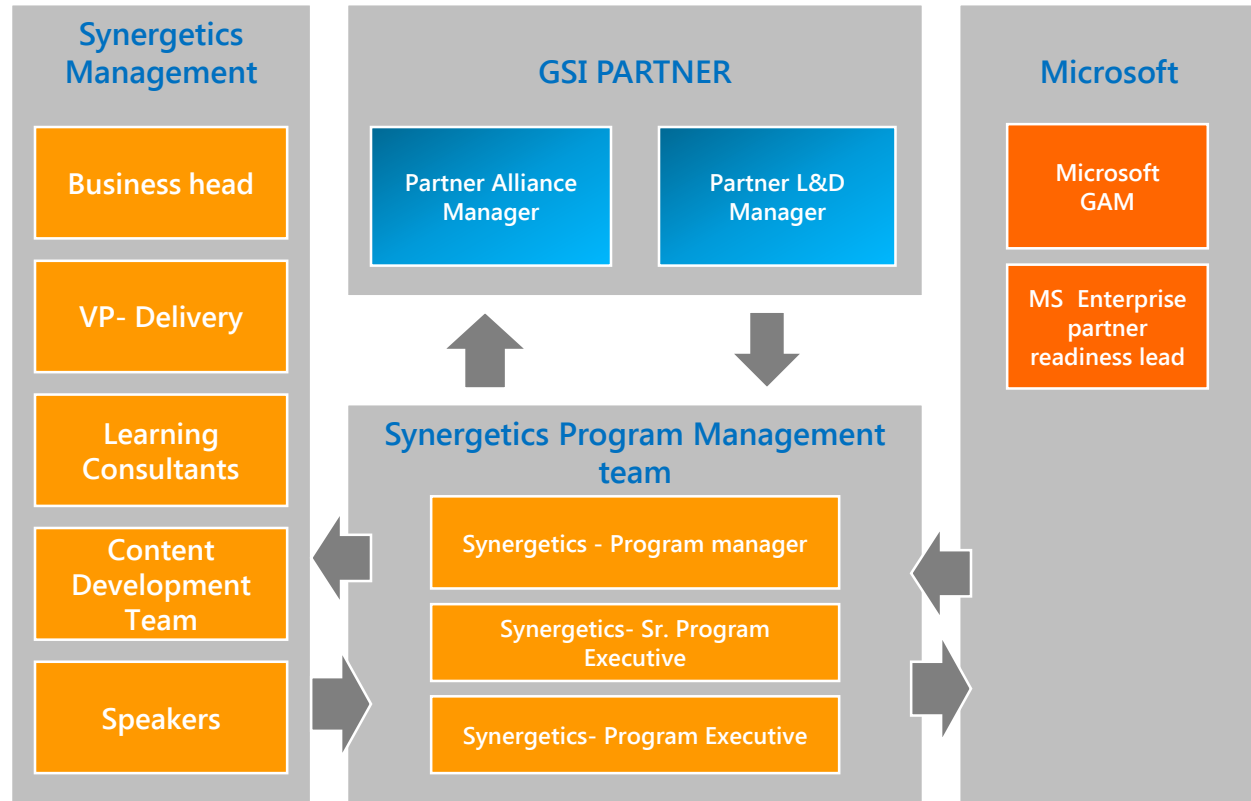 Synergetics
Management
Business head
VP- Delivery
Learning
Consultants
Content
Development
Team
Speakers
GSI PARTNER
Partner Alliance
Manager
Partner L&D
Manager
Synergetics Program Management
team
Synergetics - Program manager
Synergetics- Sr. Program
Executive
Synergetics- Program Executive
Microsoft
Microsoft
GAM
MS  Enterprise
partner
readiness lead